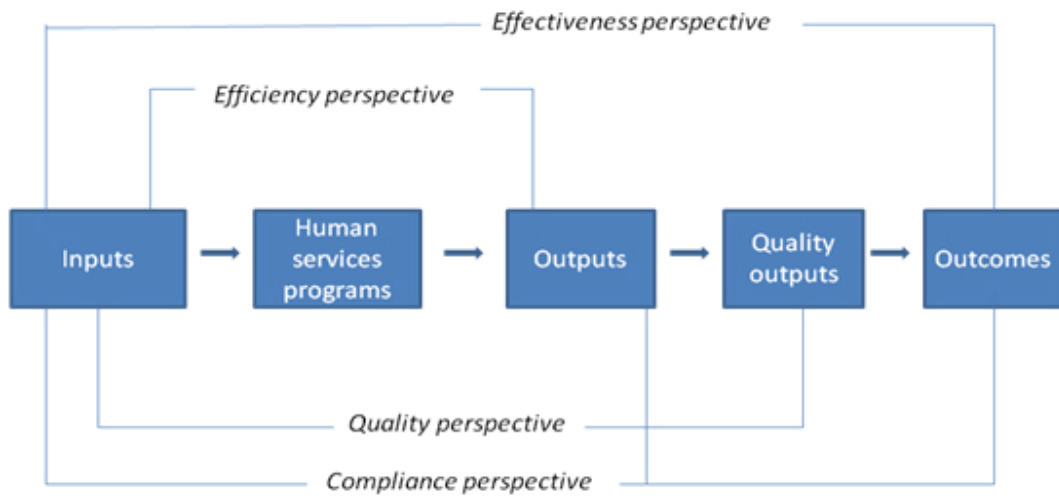 Effectiveness perspective
Efficiency perspective
Inputs
Human
services
programs
Outputs
Quality
outputs
Outcomes
Quality perspective
Compliance perspective